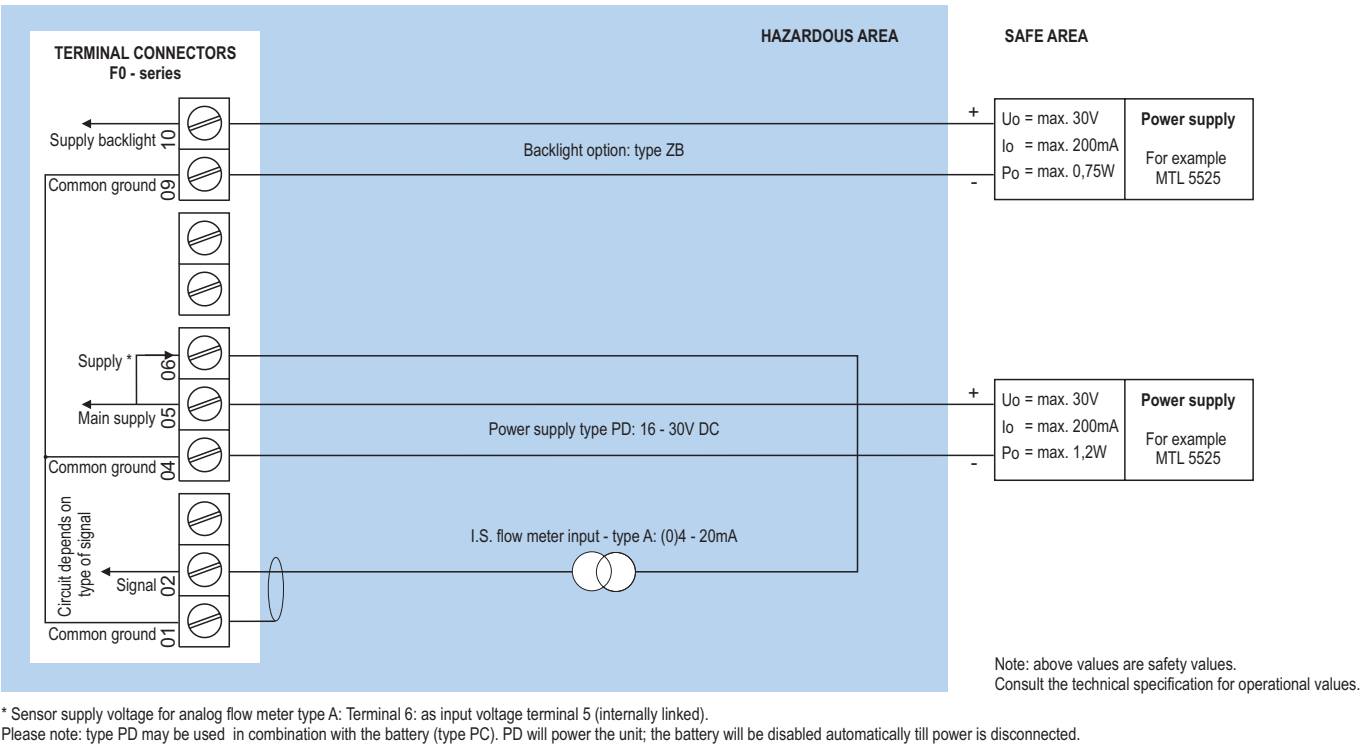 HAZARDOUS AREA
SAFE AREA
TERMINAL CONNECTORS
F0 - series
Supply backlight
10
Common ground
09
Backlight option: type ZB
+
-
Uo = max. 30V
Io = max. 200mA
Po = max. 0,75W
Power supply
For example
MTL 5525
Supply *
06
Main supply
05
Common ground
04
Power supply type PD: 16 - 30V DC
+
-
Uo = max. 30V
Io = max. 200mA
Po = max. 1,2W
Power supply
For example
MTL 5525
Circuit depends on
type of signal
Signal
02
Common ground
01
I.S. flow meter input - type A: (0)4 - 20mA
Note: above values are safety values.
Consult the technical specification for operational values.
* Sensor supply voltage for analog flow meter type A: Terminal 6: as input voltage terminal 5 (internally linked).
Please note: type PD may be used in combination with the battery (type PC). PD will power the unit; the battery will be disabled automatically till power is disconnected.